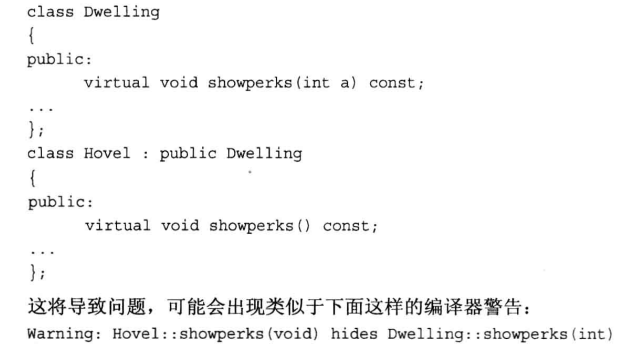 class Dwelling
{
public:
virtual void showperks(int a) const;
...
};
class Hovel : public Dwelling
{
public:
virtual void showperks() const;
...
};
这将导致问题，可能会出现类似于下面这样的编译器警告：
Warning: Hovel::showperks(void) hides Dwelling::showperks(int)